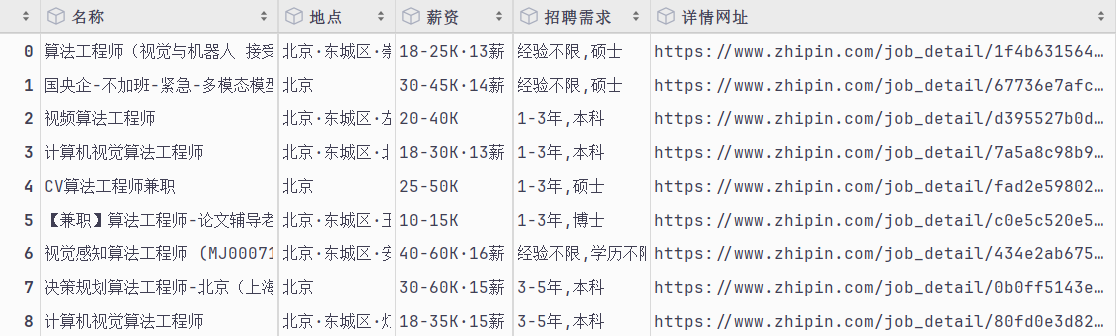 名称 地点 薪资 招聘需求 详情网址
0 算法工程师（视觉与机器人 接受 北京·东城区·崇 18-25K·13薪 经验不限,硕士 https://www.zhipin.com/job_detail/1f4b631564…
1 国央企-不加班-紧急-多模态模型 北京 30-45K·14薪 经验不限,硕士 https://www.zhipin.com/job_detail/67736e7afc…
2 视频算法工程师 北京·东城区·左 20-40K 1-3年,本科 https://www.zhipin.com/job_detail/d395527b0d…
3 计算机视觉算法工程师 北京·东城区·北 18-30K·13薪 1-3年,本科 https://www.zhipin.com/job_detail/7a5a8c98b9…
4 CV算法工程师兼职 北京 25-50K 1-3年,硕士 https://www.zhipin.com/job_detail/fad2e59802…
5 【兼职】算法工程师-论文辅导老 北京·东城区·王 10-15K 1-3年,博士 https://www.zhipin.com/job_detail/c0e5c520e5…
6 视觉感知算法工程师 (MJ00071 北京·东城区·安 40-60K·16薪 经验不限,学历不限 https://www.zhipin.com/job_detail/434e2ab675…
7 决策规划算法工程师-北京（上海 北京 30-60K·15薪 3-5年,本科 https://www.zhipin.com/job_detail/0b0ff5143e…
8 计算机视觉算法工程师 北京·东城区·灯 18-35K·15薪 3-5年,本科 https://www.zhipin.com/job_detail/80fd0e3d82…